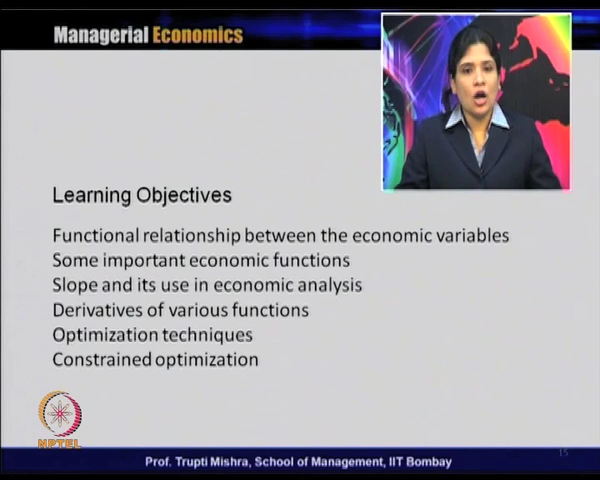 Managerial Economics
Learning Objectives
Functional relationship between the economic variables
Some important economic functions
Slope and its use in economic analysis
Derivatives of various functions
Optimization techniques
Constrained optimization
NPTEL
15
Prof. Trupti Mishra, School of Management, IIT Bombay